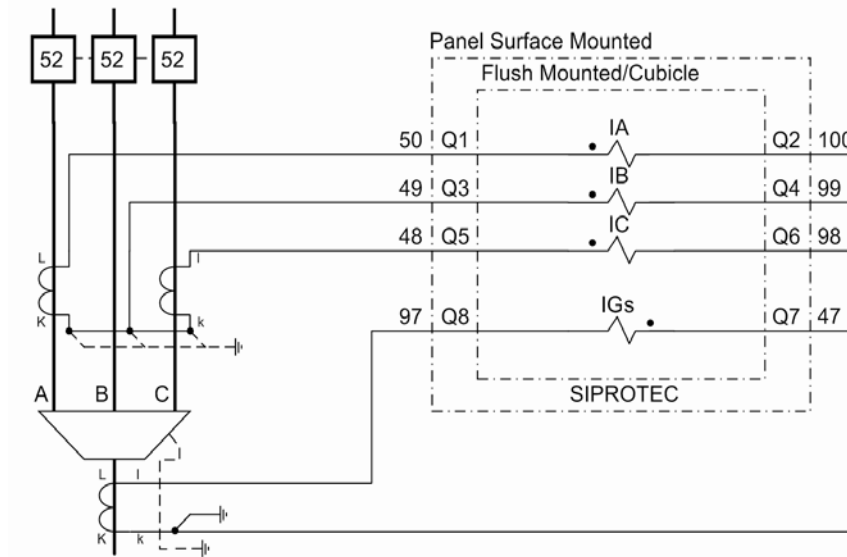 52 52 52
Panel Surface Mounted
Flush Mounted/Cubicle
50 Q1 IA Q2 100
49 Q3 IB Q4 99
48 Q5 IC Q6 98
L l
K k
97 Q8 IGs Q7 47
SIPROTEC
A B C
L l
K k